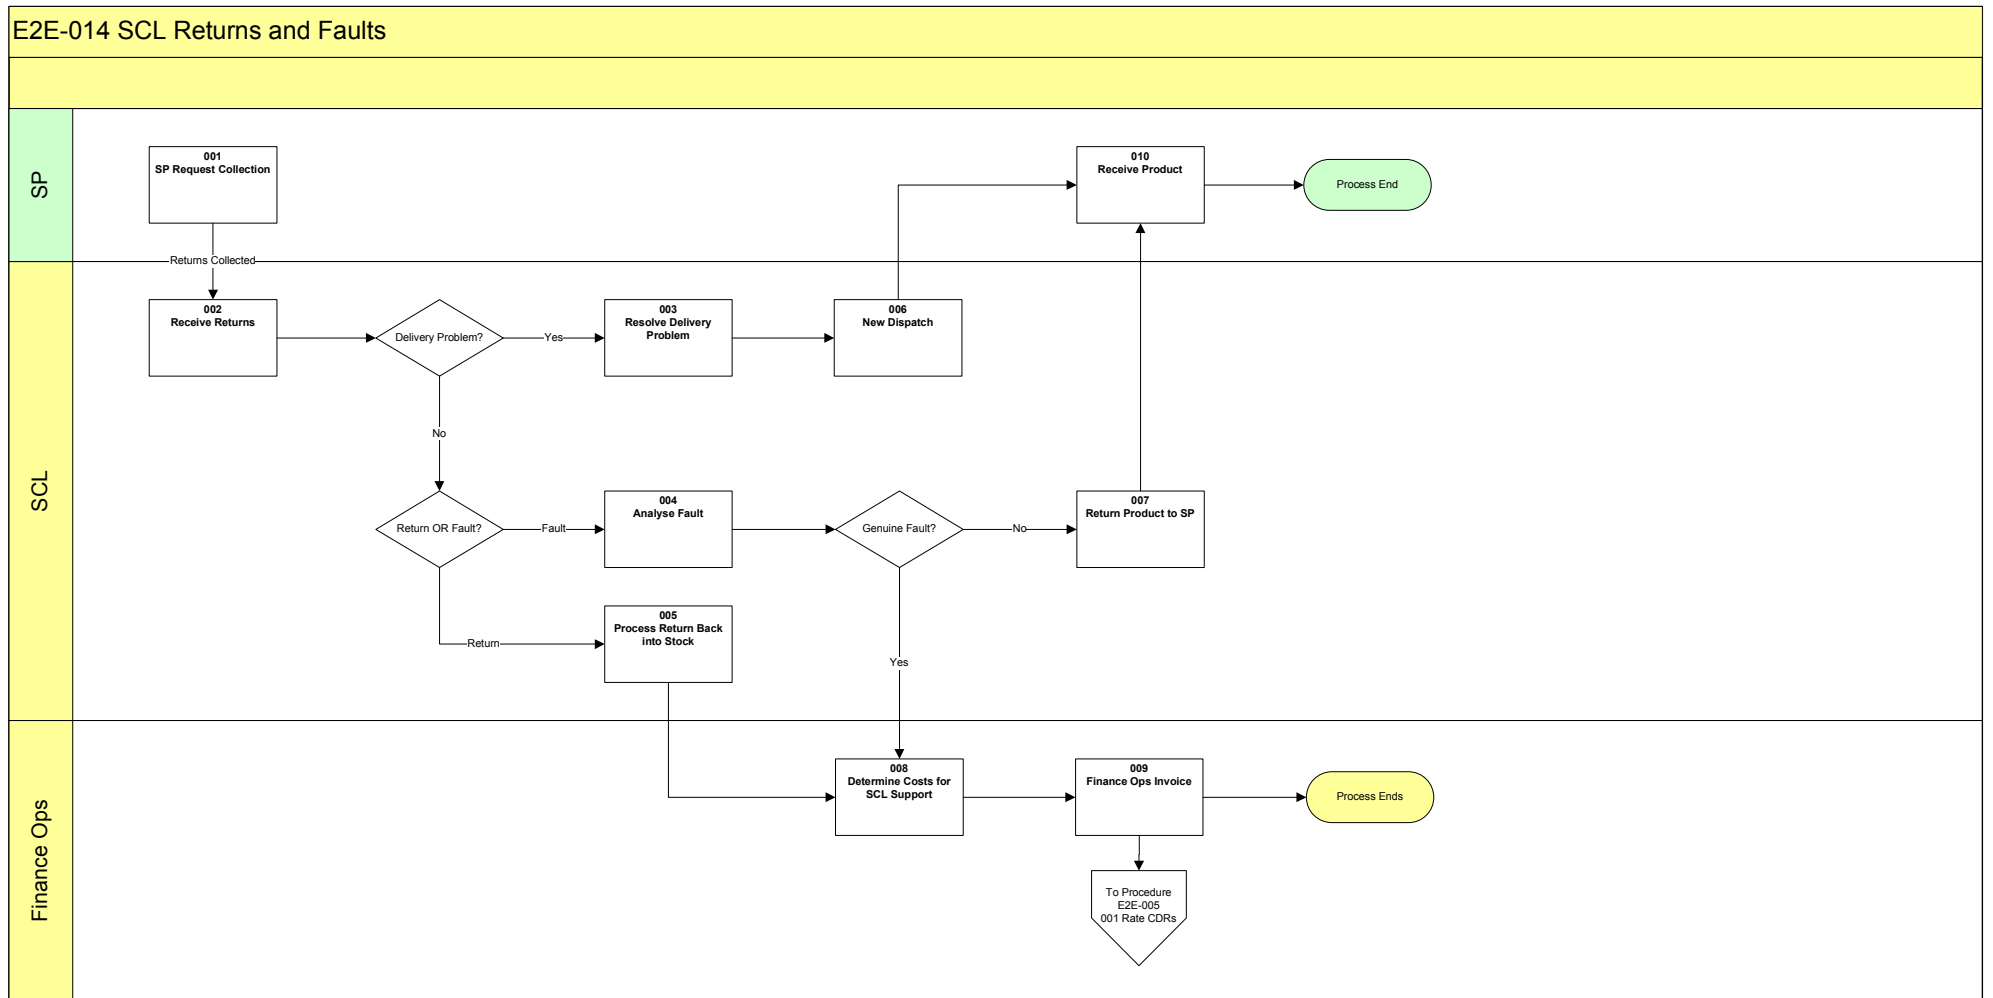 E2E-014 SCL Returns and Faults
SP
001
SP Request Collection
010
Receive Product
Process End
Returns Collected
SCL
002
Receive Returns
Delivery Problem?
Yes
003
Resolve Delivery
Problem
006
New Dispatch
No
Return OR Fault?
Fault
004
Analyse Fault
Genuine Fault?
No
007
Return Product to SP
Return
005
Process Return Back
into Stock
Yes
Finance Ops
008
Determine Costs for
SCL Support
009
Finance Ops Invoice
Process Ends
To Procedure
E2E-005
001 Rate CDRs